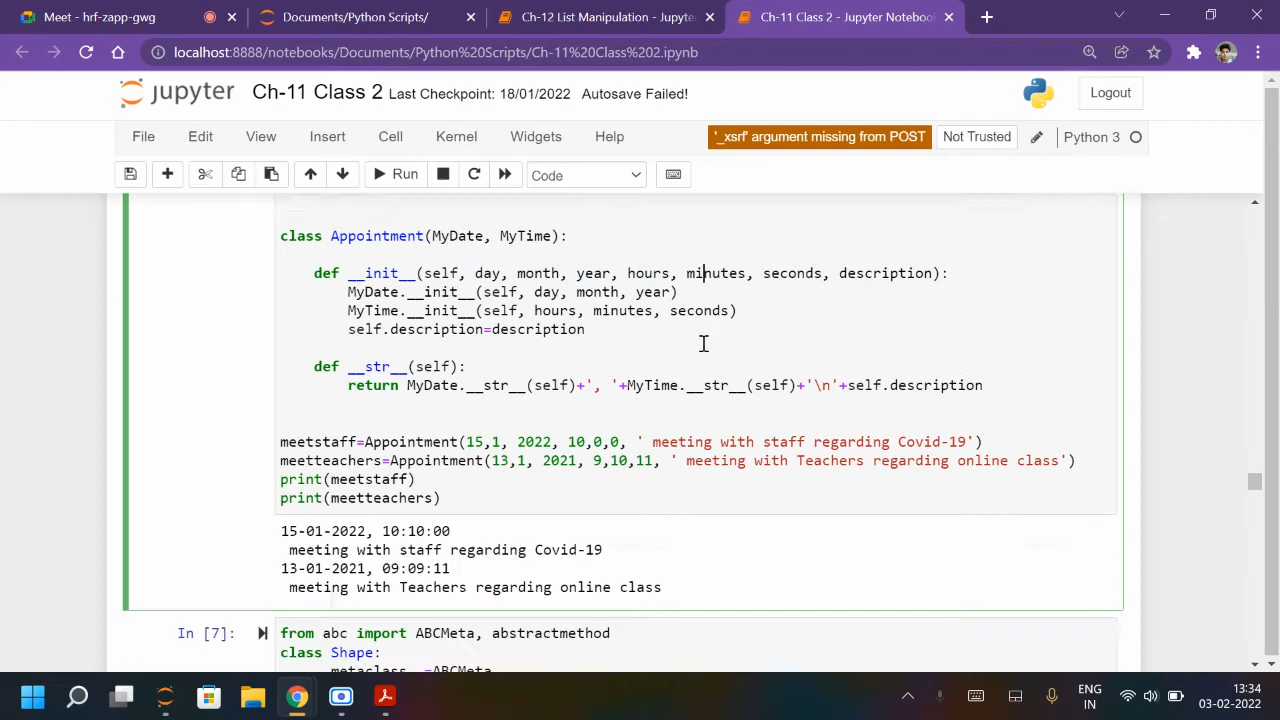 Meet - hrf-zapp-gwg
Documents/Python Scripts/
Ch-12 List Manipulation - Jupyte
Ch-11 Class 2 - Jupyter Notebook
localhost:8888/notebooks/Documents/Python%20Scripts/Ch-11%20Class%202.ipynb
jupyter Ch-11 Class 2 Last Checkpoint: 18/01/2022 Autosave Failed!
Logout
File Edit View Insert Cell Kernel Widgets Help
'_xsrf' argument missing from POST
Not Trusted
Python 3
Run
Code
class Appointment(MyDate, MyTime):
def __init__(self, day, month, year, hours, minutes, seconds, description):
MyDate.__init__(self, day, month, year)
MyTime.__init__(self, hours, minutes, seconds)
self.description=description
def __str__(self):
return MyDate.__str__(self)+', '+MyTime.__str__(self)+'\n'+self.description
meetstaff=Appointment(15,1, 2022, 10,0,0, ' meeting with staff regarding Covid-19')
meetteachers=Appointment(13,1, 2021, 9,10,11, ' meeting with Teachers regarding online class')
print(meetstaff)
print(meetteachers)
15-01-2022, 10:10:00
meeting with staff regarding Covid-19
13-01-2021, 09:09:11
meeting with Teachers regarding online class
In [7]:
from abc import ABCMeta, abstractmethod
class Shape:
=ABCMeta
ENG
IN
13:34
03-02-2022